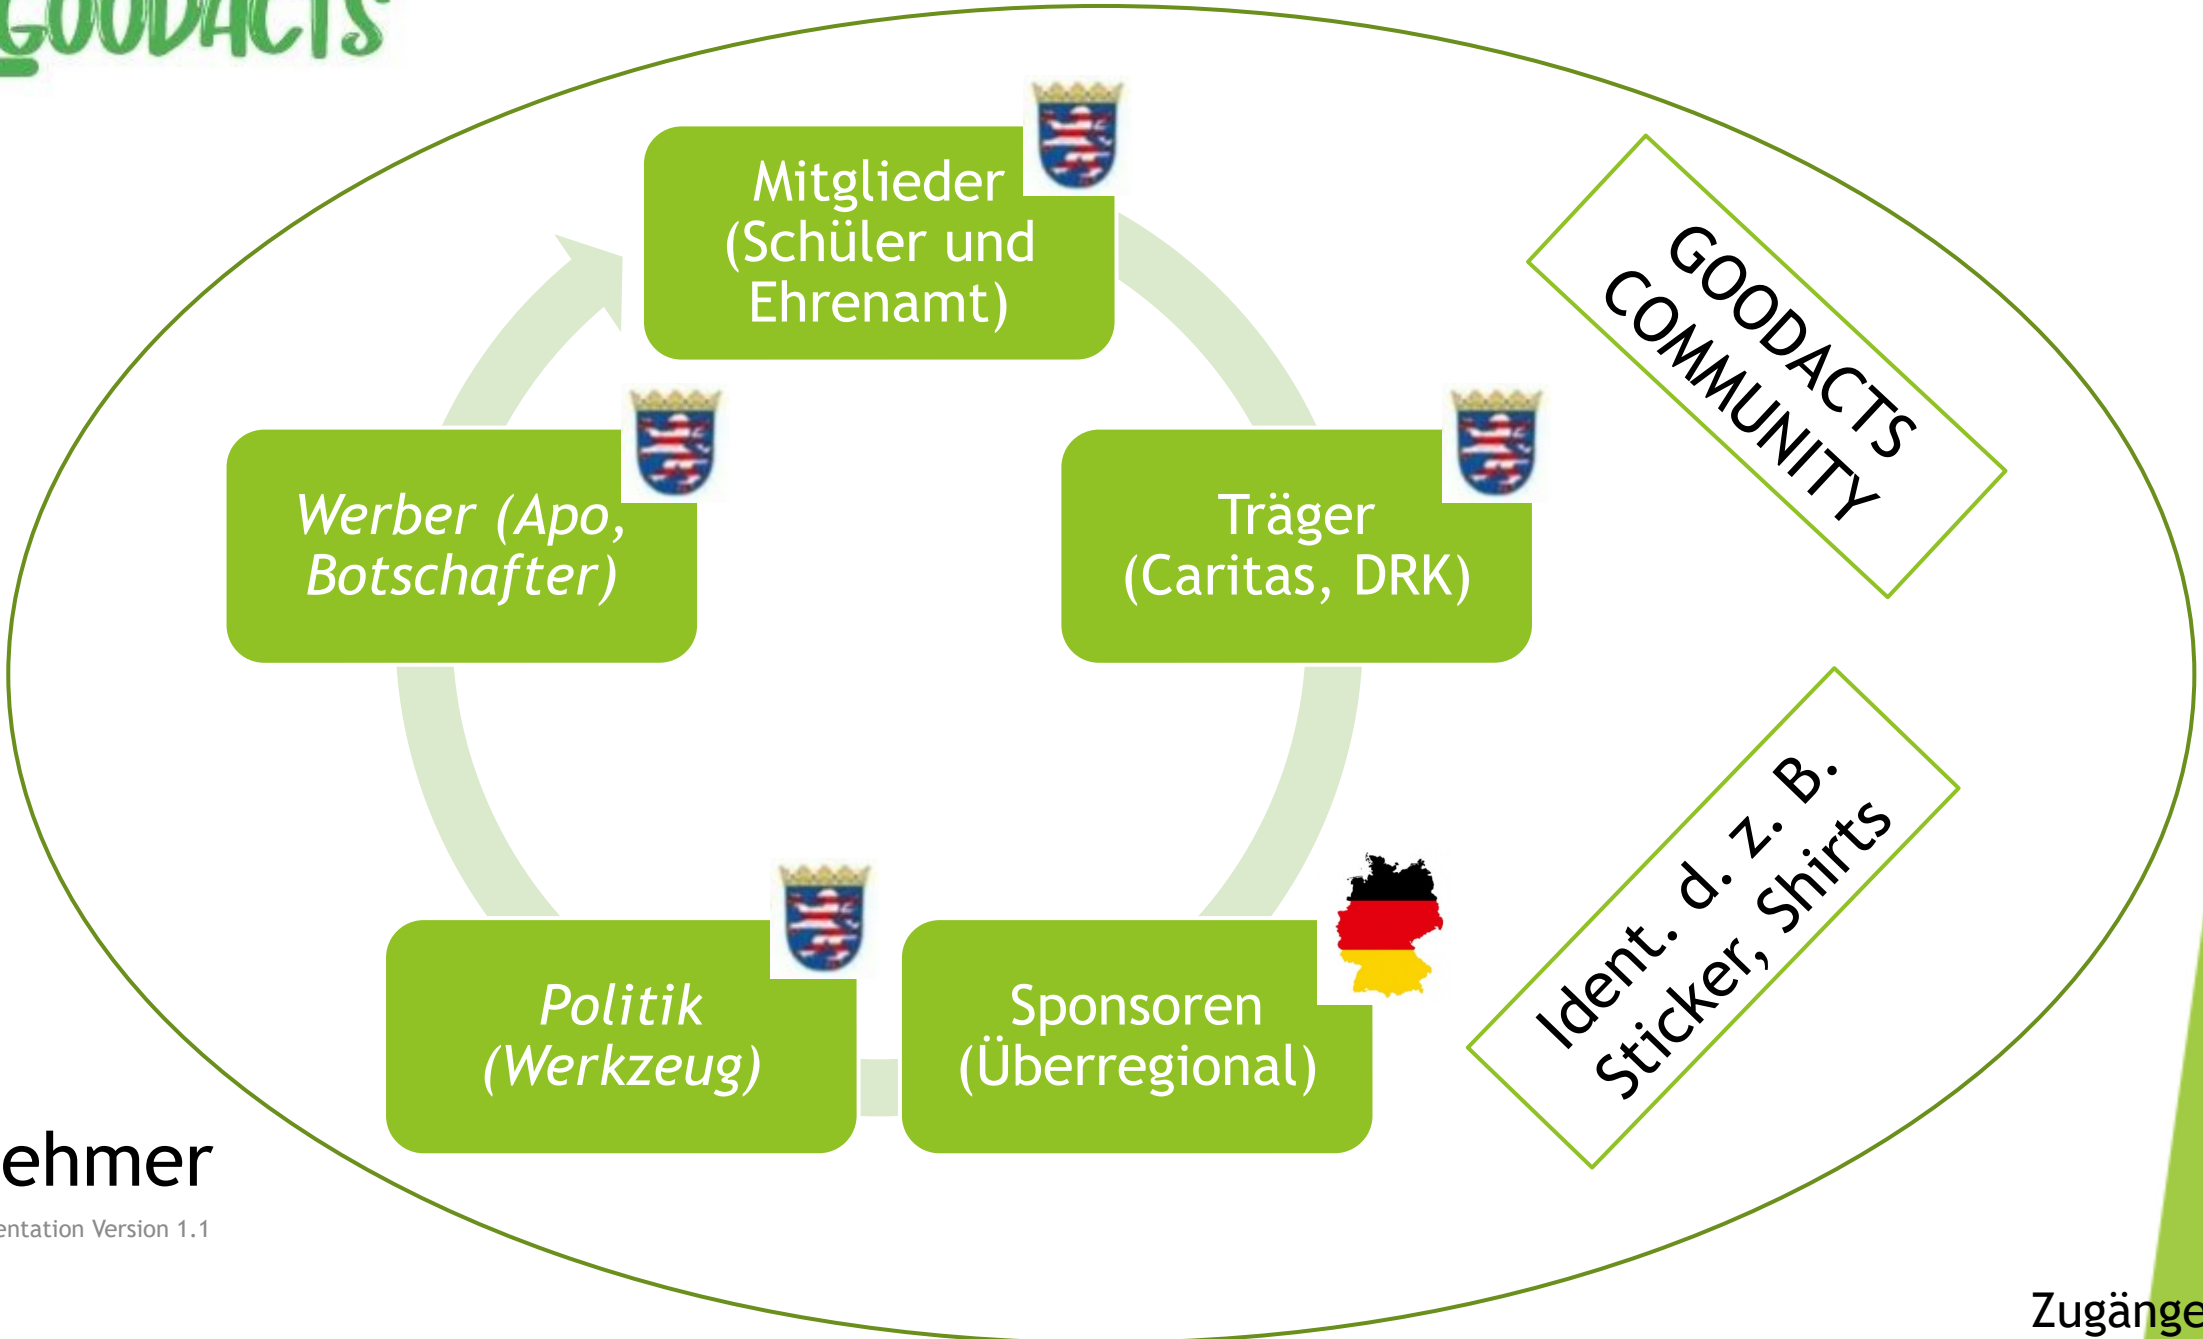 GOODACTS
Mitglieder
(Schüler und
Ehrenamt)
GOODACTS
COMMUNITY
Werber (Apo,
Botschafter)
Träger
(Caritas, DRK)
Ident. d. z. B.
Sticker, Shirts
Politik
(Werkzeug)
Sponsoren
(Überregional)
ehmer
entation Version 1.1
Zugänge